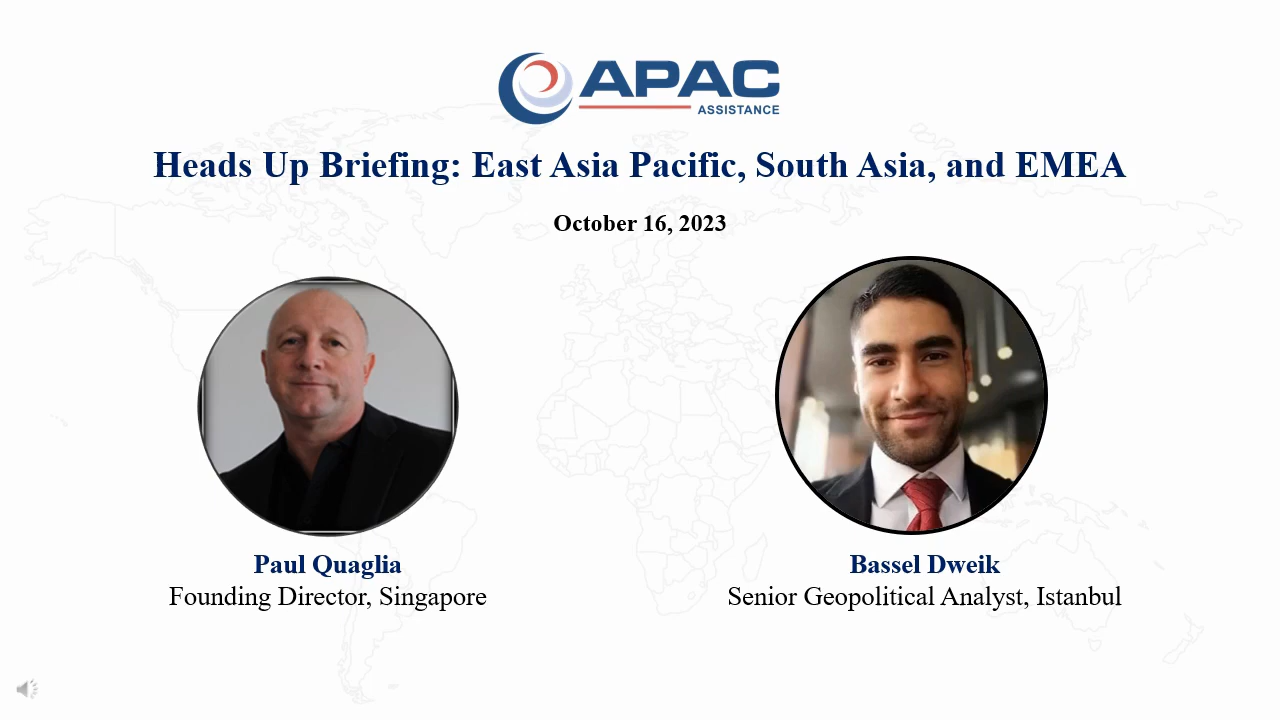 APAC
ASSISTANCE
Heads Up Briefing: East Asia Pacific, South Asia, and EMEA
October 16, 2023
Paul Quaglia
Founding Director, Singapore
Bassel Dweik
Senior Geopolitical Analyst, Istanbul